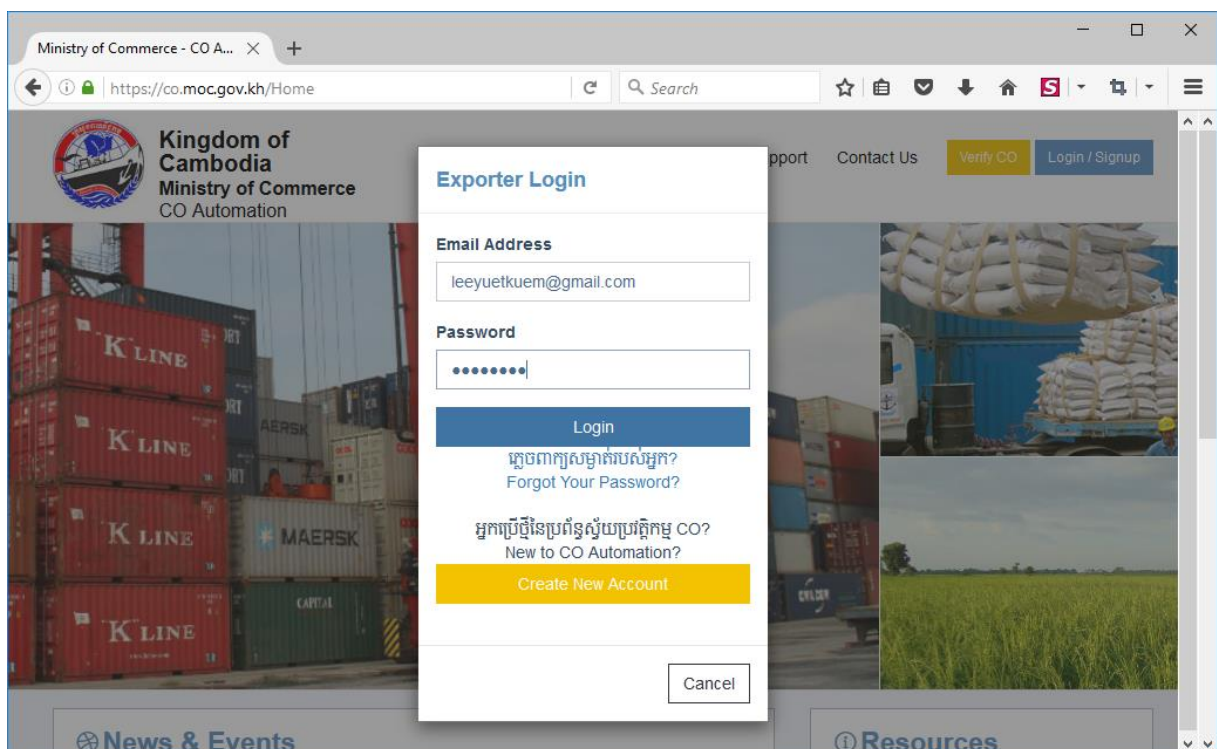 Ministry of Commerce - CO A...
https://co.moc.gov.kh/Home
Search
Kingdom of
Cambodia
Ministry of Commerce
CO Automation
pport
Contact Us
Verify CO
Login / Signup
Exporter Login
Email Address
leeyuetkuem@gmail.com
Password
Login
ភ្លេចពាក្យសម្ងាត់របស់អ្នក?
Forgot Your Password?
អ្នកប្រើថ្មីនៃប្រព័ន្ធស្វ័យប្រវត្តិកម្ម CO?
New to CO Automation?
Create New Account
Cancel
K LINE
K LINE
K LINE
MAERSK
K LINE
CAPITAL
News & Events
Resources